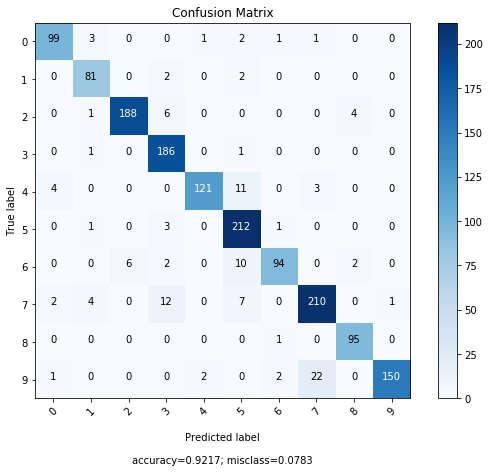 Confusion Matrix
0 99 3 0 0 1 2 1 1 0 0
1 0 81 0 2 0 2 0 0 0 0
2 0 1 188 6 0 0 0 0 4 0
3 0 1 0 186 0 1 0 0 0 0
4 4 0 0 0 121 11 0 3 0 0
5 0 1 0 3 0 212 1 0 0 0
6 0 0 6 2 0 10 94 0 2 0
7 2 4 0 12 0 7 0 210 0 1
8 0 0 0 0 0 0 1 0 95 0
9 1 0 0 0 2 0 2 22 0 150
0 1 2 3 4 5 6 7 8 9
True label
Predicted label
accuracy=0.9217; misclass=0.0783
200
175
150
125
100
75
50
25
0